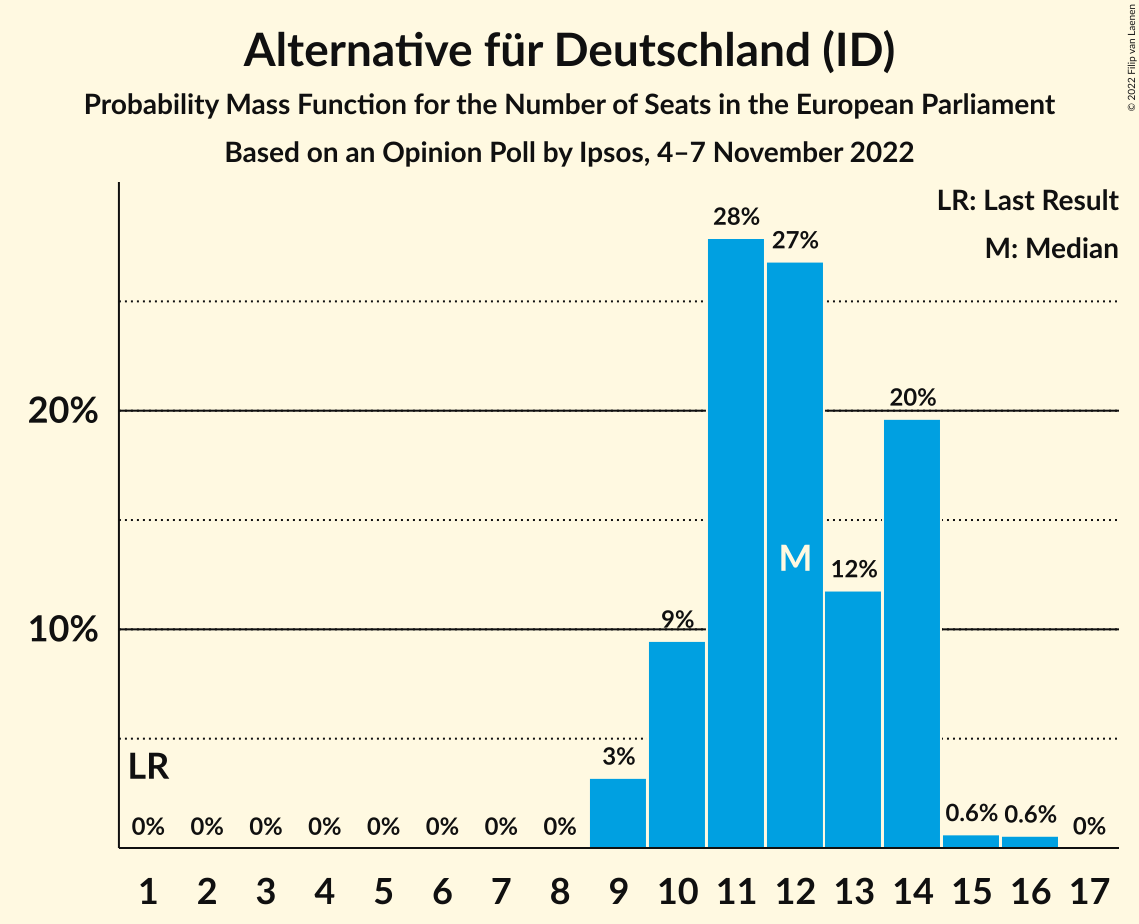 Alternative für Deutschland (ID)
Probability Mass Function for the Number of Seats in the European Parliament
Based on an Opinion Poll by Ipsos, 4–7 November 2022
© 2022 Filip van Laenen
LR: Last Result
M: Median
28%
27%
20%
20%
12%
M
10%
9%
3%
LR
0% 0% 0% 0% 0% 0% 0% 0% 0.6% 0.6% 0%
1 2 3 4 5 6 7 8 9 10 11 12 13 14 15 16 17